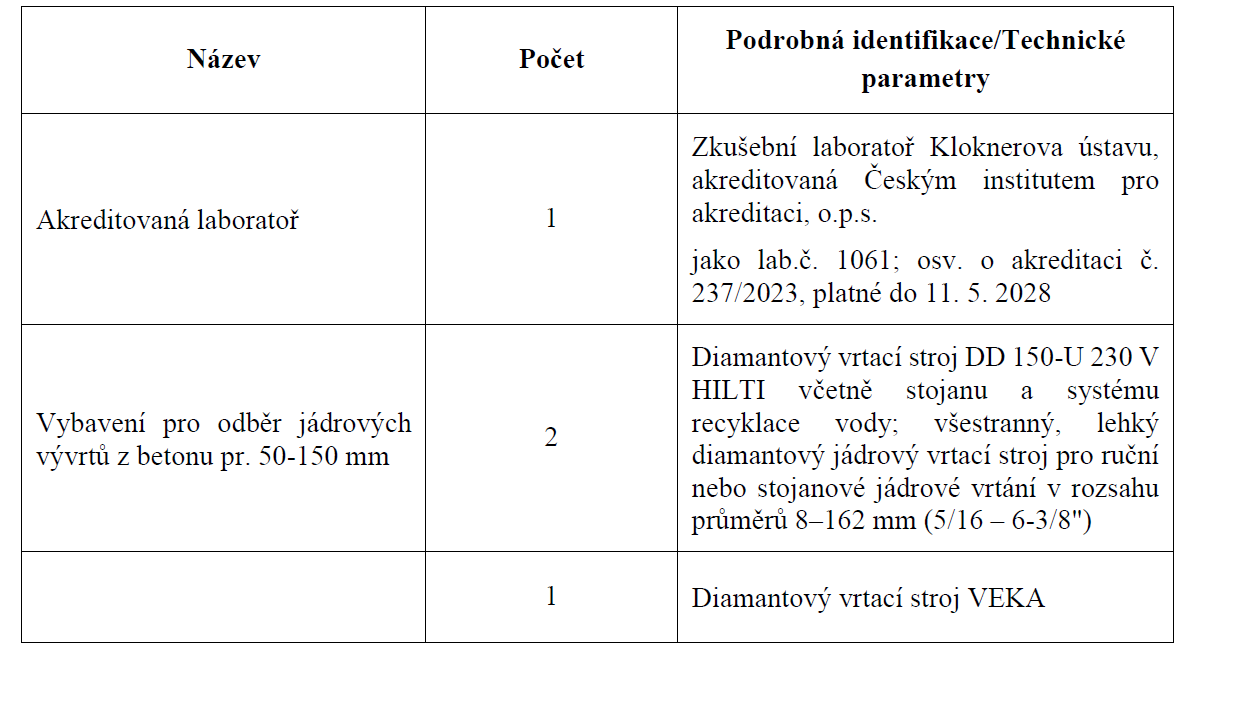 Název
Počet
Podrobná identifikace/Technické
parametry
Akreditovaná laboratoř
1
Zkušební laboratoř Kloknerova ústavu,
akreditovaná Českým institutem pro
akreditaci, o.p.s.
jako lab.č. 1061; osv. o akreditaci č.
237/2023, platné do 11. 5. 2028
Vybavení pro odběr jádrových
vývrtů z betonu pr. 50-150 mm
2
Diamantový vrtací stroj DD 150-U 230 V
HILTI včetně stojanu a systému
recyklace vody; všestranný, lehký
diamantový jádrový vrtací stroj pro ruční
nebo stojanové jádrové vrtání v rozsahu
průměrů 8–162 mm (5/16 – 6-3/8")
1
Diamantový vrtací stroj VEKA